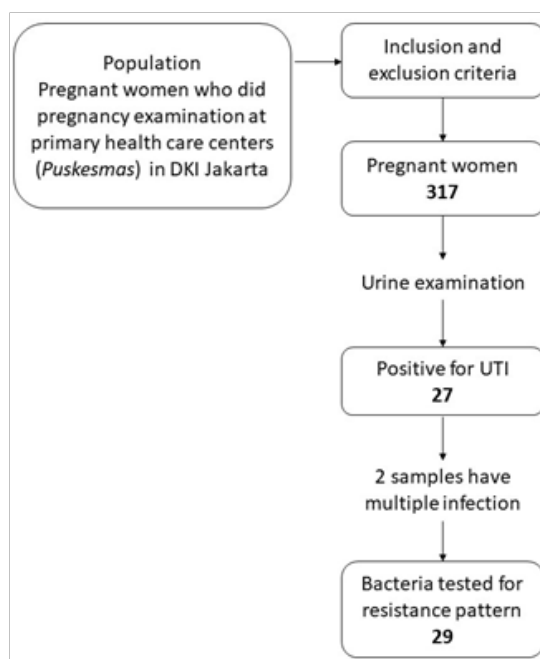 Population
Pregnant women who did
pregnancy examination at
primary health care centers
(Puskesmas) in DKI Jakarta
Inclusion and
exclusion criteria
Pregnant women
317
Urine examination
Positive for UTI
27
2 samples have
multiple infection
Bacteria tested for
resistance pattern
29